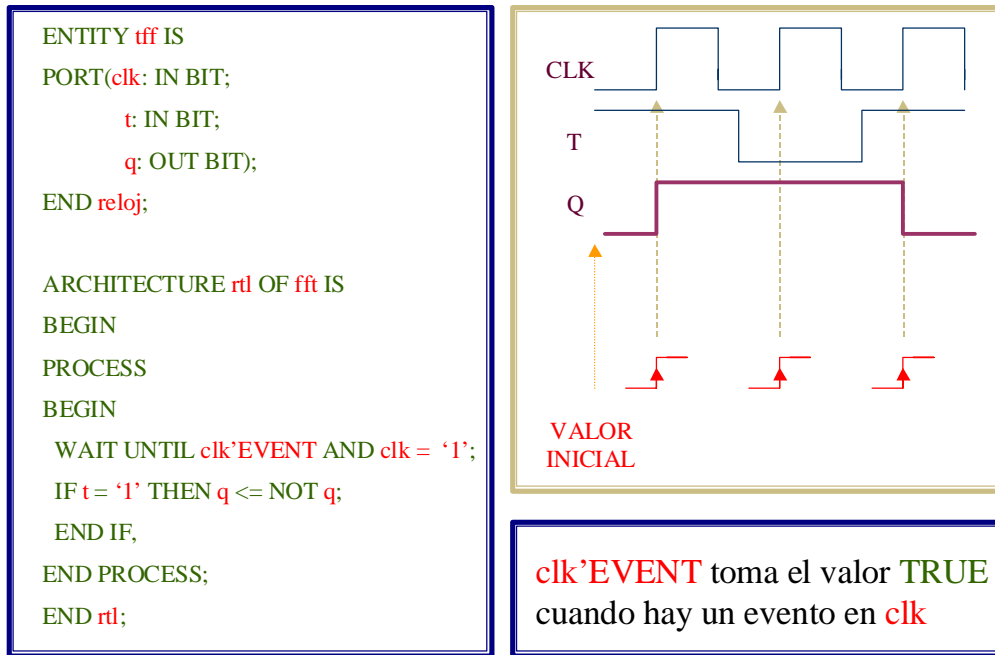 ENTITY tff IS
PORT(clk: IN BIT;
t: IN BIT;
q: OUT BIT);
END reloj;
ARCHITECTURE rtl OF fft IS
BEGIN
PROCESS
BEGIN
WAIT UNTIL clk’EVENT AND clk = ‘1’;
IF t = ‘1’ THEN q <= NOT q;
END IF,
END PROCESS;
END rtl;
CLK
T
Q
VALOR
INICIAL
clk’EVENT toma el valor TRUE
cuando hay un evento en clk